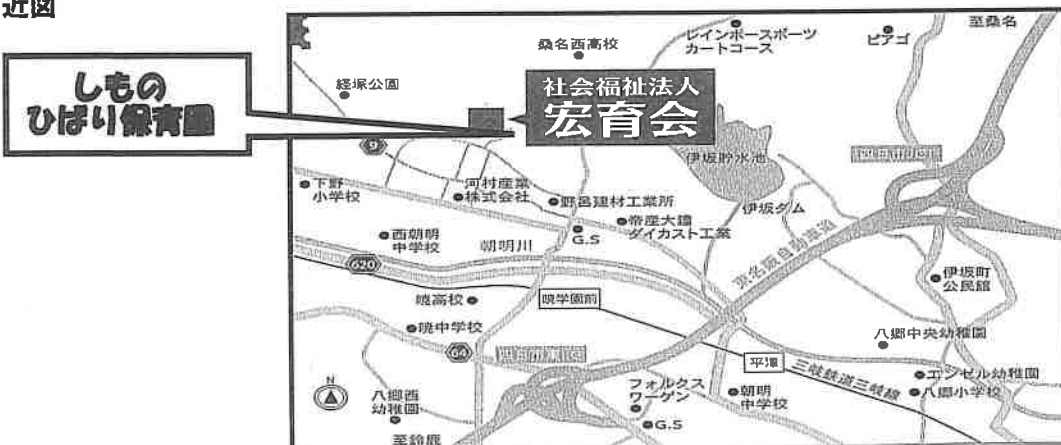 近図
しもの
ひばり保育園
社会福祉法人
宏育会
桑名西高校
レインボースポーツ
カートコース
ピアゴ
至桑名
経塚公園
9
伊坂貯水池
四日市JCT
下野
小学校
河村産業
株式会社
野呂建材工業所
伊坂ダム
帝産大鐘
ダイカスト工業
G.S
西朝明
中学校
朝明川
東名阪自動車道
620
伊坂町
公民館
暁高校
暁学園前
暁中学校
64
四日市東IC
八郷中央幼稚園
平津
三岐鉄道三岐線
エンゼル幼稚園
八郷小学校
N
八郷西
幼稚園
フォルクス
ワーゲン
朝明
中学校
G.S
至鈴鹿